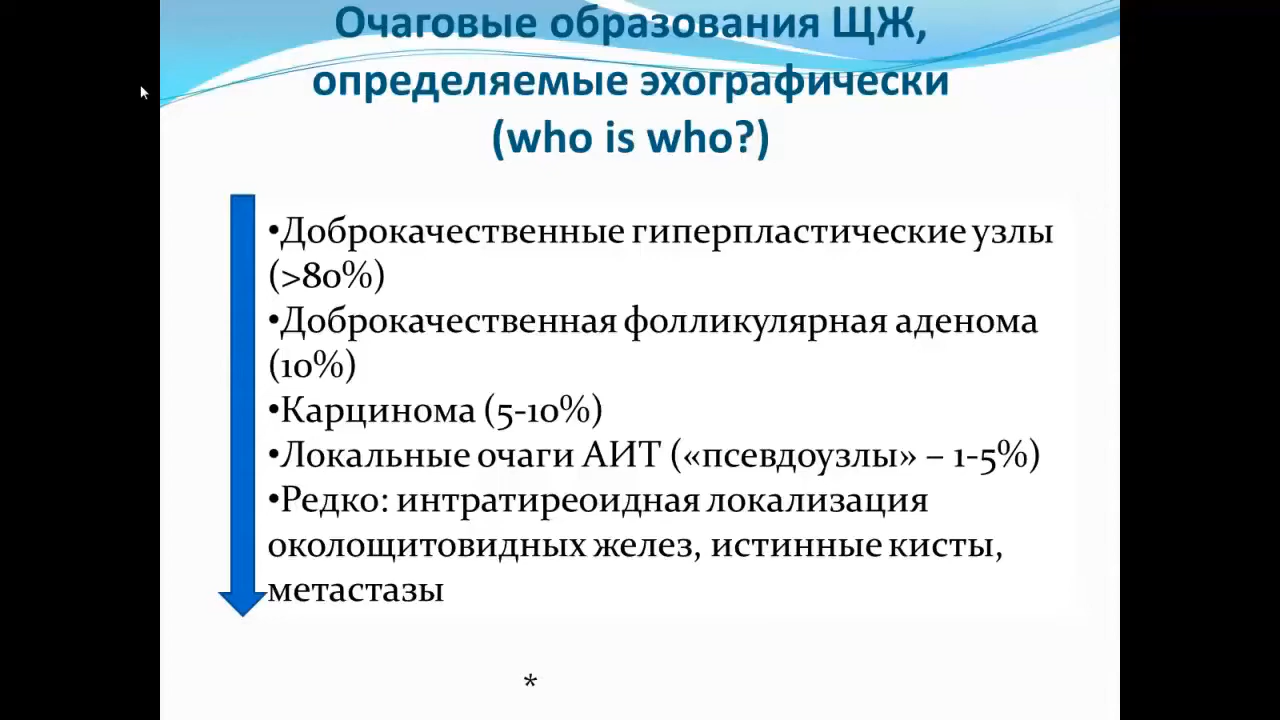 Очаговые образования ЩЖ,
определяемые эхографически
(who is who?)
•Доброкачественные гиперпластические узлы
(>80%)
•Доброкачественная фолликулярная аденома
(10%)
•Карцинома (5-10%)
•Локальные очаги АИТ («псевдоузлы» – 1-5%)
•Редко: интратиреоидная локализация
околощитовидных желез, истинные кисты,
метастазы
*